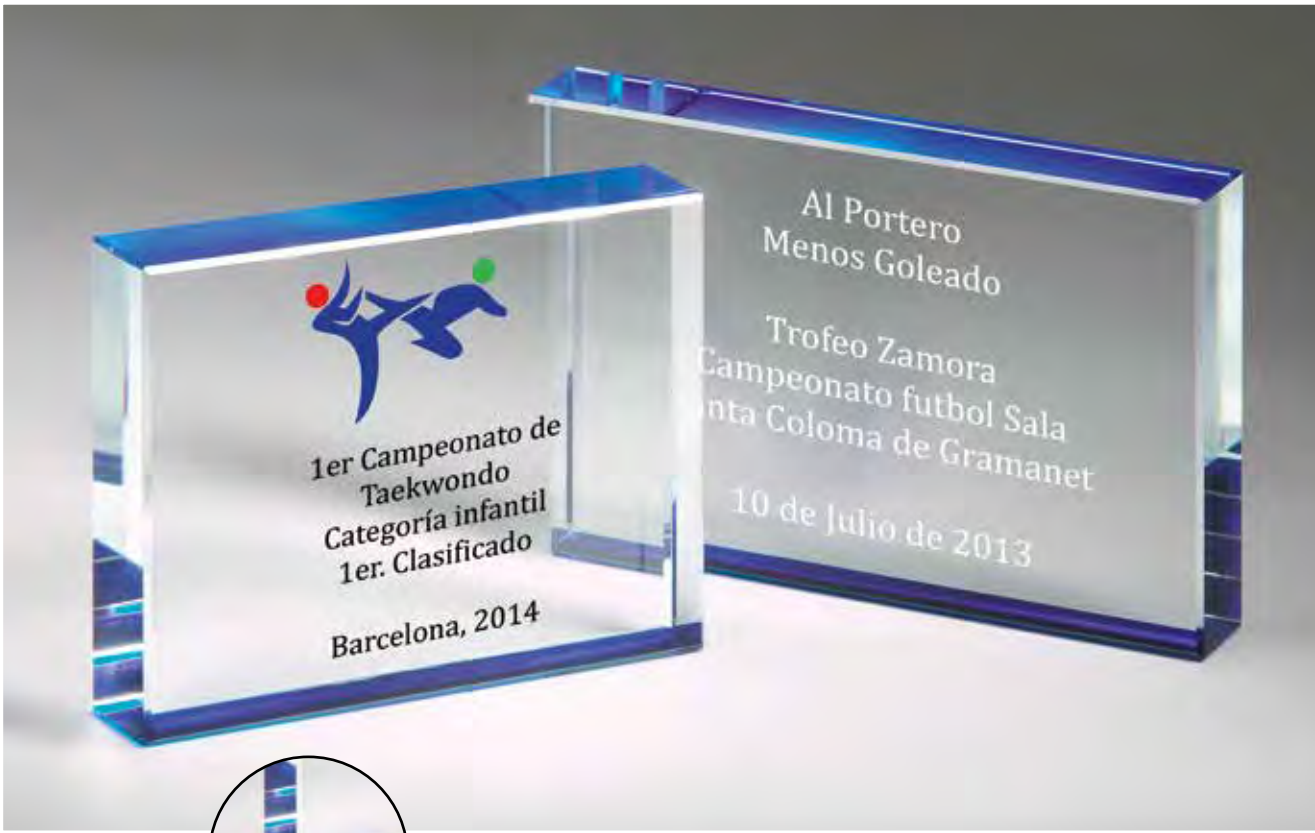 1er Campeonato de
Taekwondo
Categoría infantil
1er. Clasificado
Barcelona, 2014
Al Portero
Menos Goleado
Trofeo Zamora
Campeonato futbol Sala
Coloma de Gramanet
10 de Julio de 2013